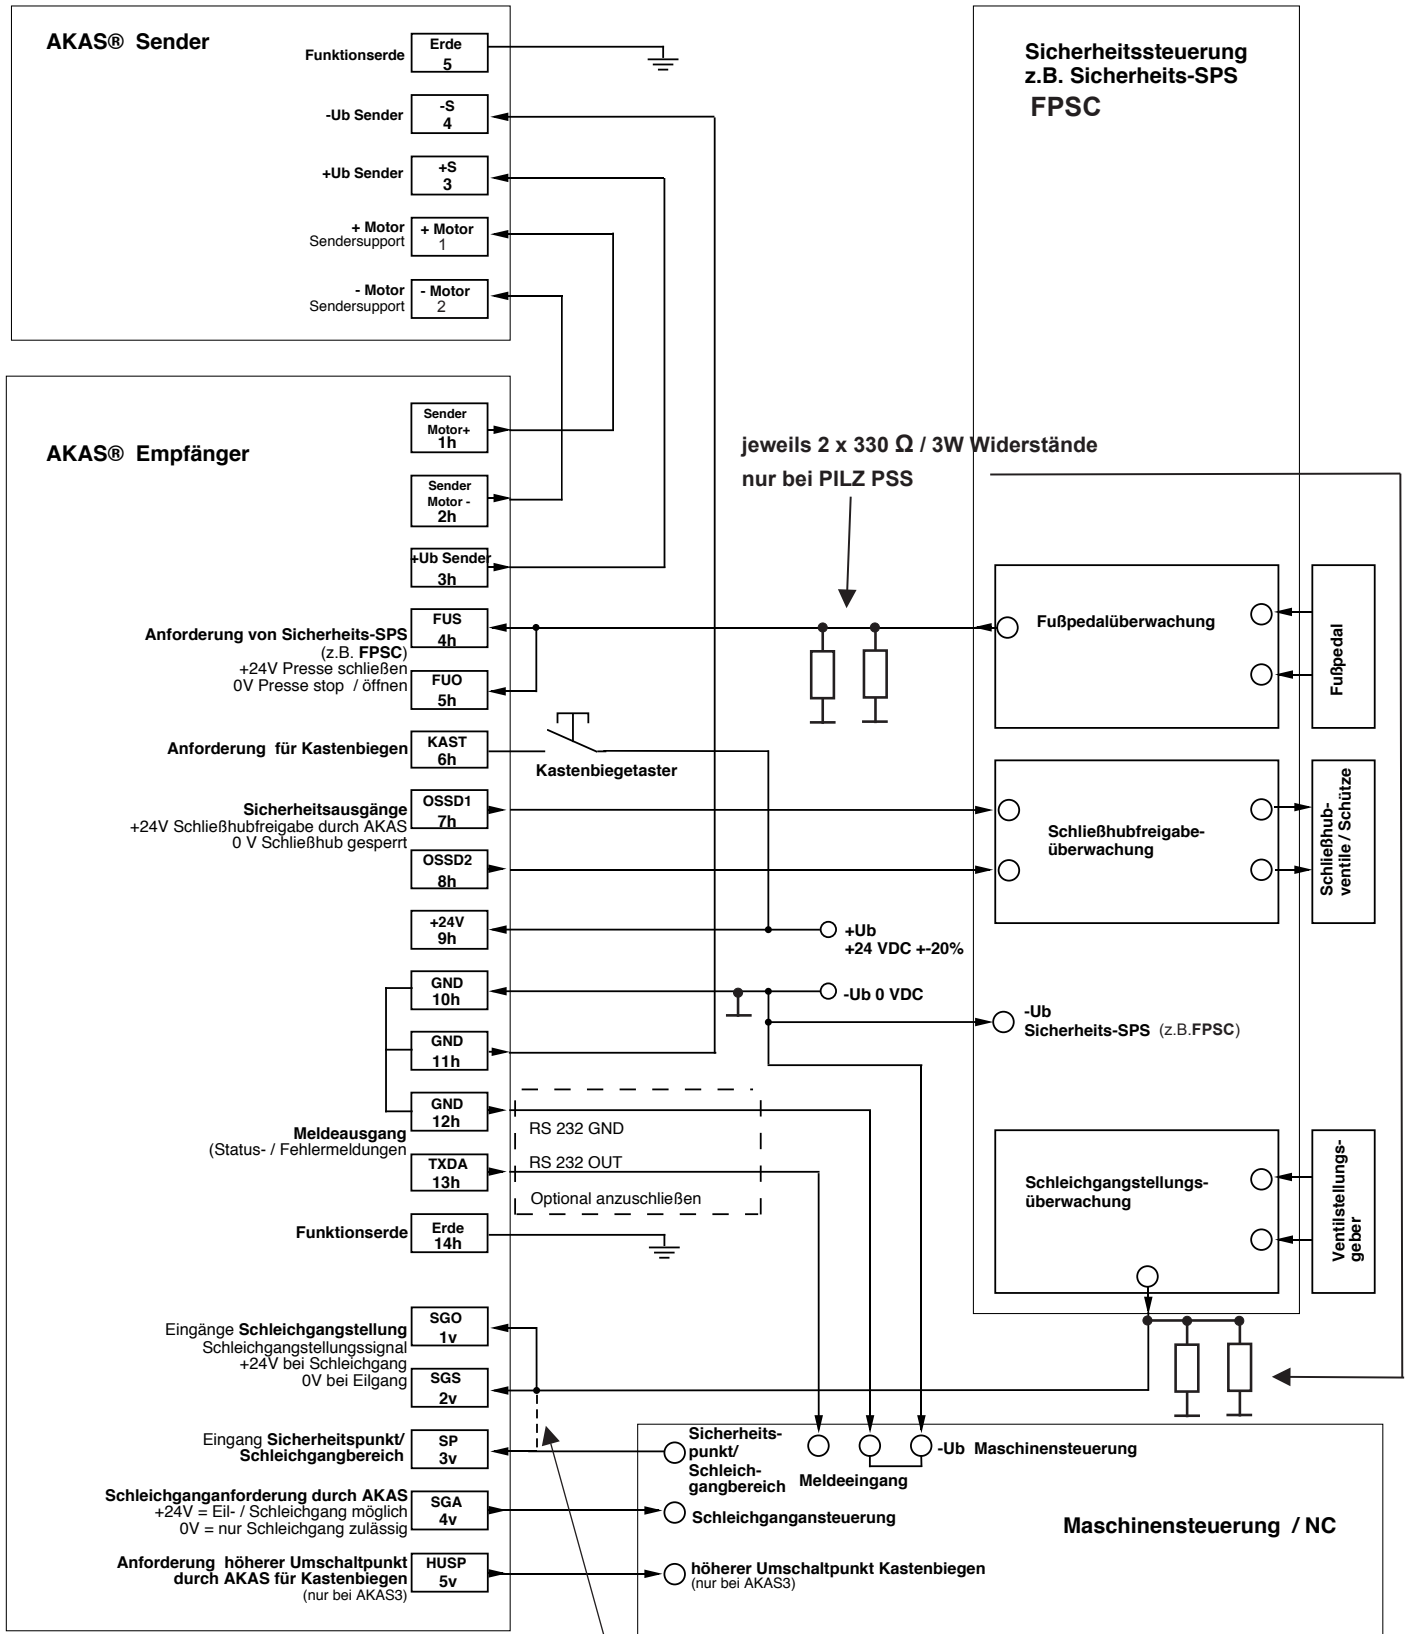 AKAS® Sender
Funktionserde
Erde
5
-Ub Sender
-S
4
+Ub Sender
+S
3
+ Motor
Sendersupport
+ Motor
1
- Motor
Sendersupport
- Motor
2
Sicherheitssteuerung
z.B. Sicherheits-SPS
FPSC
AKAS® Empfänger
Sender
Motor+
1h
Sender
Motor -
2h
+Ub Sender
3h
jeweils 2 x 330 Ω / 3W Widerstände
nur bei PILZ PSS
Anforderung von Sicherheits-SPS
(z.B. FPSC)
+24V Presse schließen
0V Presse stop / öffnen
FUS
4h
FUO
5h
Fußpedalüberwachung
Fußpedal
Anforderung für Kastenbiegen
KAST
6h
Kastenbiegetaster
Sicherheitsausgänge
+24V Schließhubfreigabe durch AKAS
0 V Schließhub gesperrt
OSSD1
7h
OSSD2
8h
Schließhubfreigabe-
überwachung
Schließhub-
ventile / Schütze
+24V
9h
+Ub
+24 VDC +-20%
GND
10h
-Ub 0 VDC
-Ub
Sicherheits-SPS (z.B.FPSC)
GND
11h
GND
12h
Meldeausgang
(Status- / Fehlermeldungen
TXDA
13h
RS 232 GND
RS 232 OUT
Optional anzuschließen
Schleichgangstellungs-
überwachung
Ventilstellungs-
geber
Funktionserde
Erde
14h
Eingänge Schleichgangstellung
Schleichgangstellungssignal
+24V bei Schleichgang
0V bei Eilgang
SGO
1v
SGS
2v
Eingang Sicherheitspunkt/
Schleichgangbereich
SP
3v
Sicherheits-
punkt/
Schleich-
gangbereich
Meldeeingang
-Ub Maschinensteuerung
Schleichganganforderung durch AKAS
+24V = Eil- / Schleichgang möglich
0V = nur Schleichgang zulässig
SGA
4v
Schleichgangansteuerung
Maschinensteuerung / NC
Anforderung höherer Umschaltpunkt
durch AKAS für Kastenbiegen
(nur bei AKAS3)
HUSP
5v
höherer Umschaltpunkt Kastenbiegen
(nur bei AKAS3)